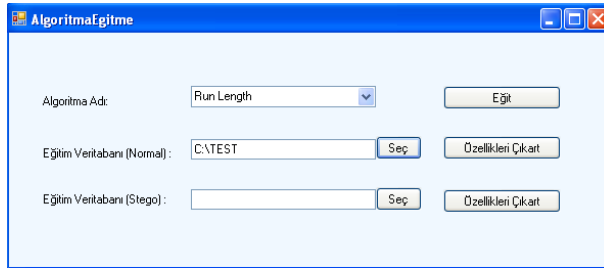 AlgoritmaEgitme
Algoritma Adı: Run Length Eğit
Eğitim Veritabanı (Normal) : C:\TEST Seç Özellikleri Çıkart
Eğitim Veritabanı (Stego) : Seç Özellikleri Çıkart